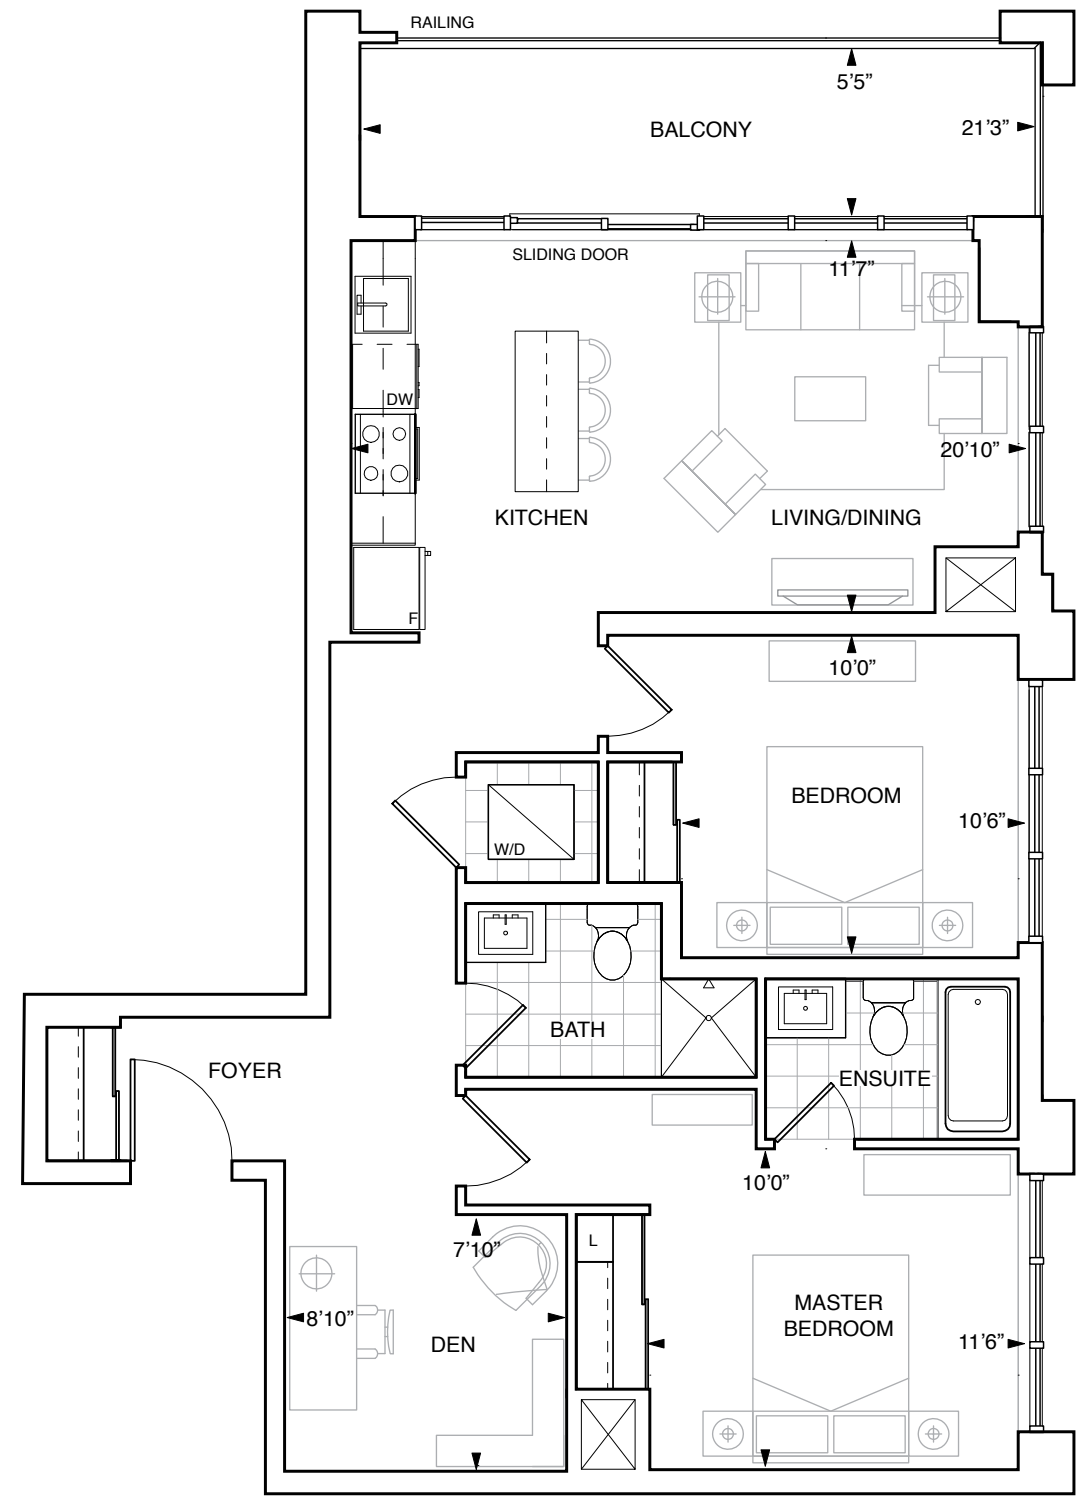 RAILING
5’5”
BALCONY
21’3”
SLIDING DOOR
11’7”
DW
20’10”
KITCHEN
LIVING/DINING
F
10’0”
BEDROOM
10’6”
W/D
BATH
FOYER
ENSUITE
10’0”
L
7’10”
8’10”
DEN
MASTER
BEDROOM
11’6”